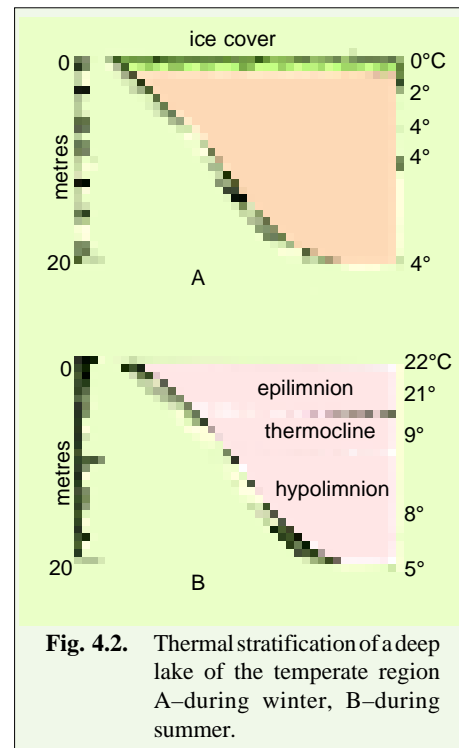 ice cover
0
0°C
2°
4°
4°
metres
20
4°
A
0
22°C
epilimnion
21°
thermocline
9°
metres
hypolimnion
8°
20
5°
B
Fig. 4.2. Thermal stratification of a deep
lake of the temperate region
A–during winter, B–during
summer.